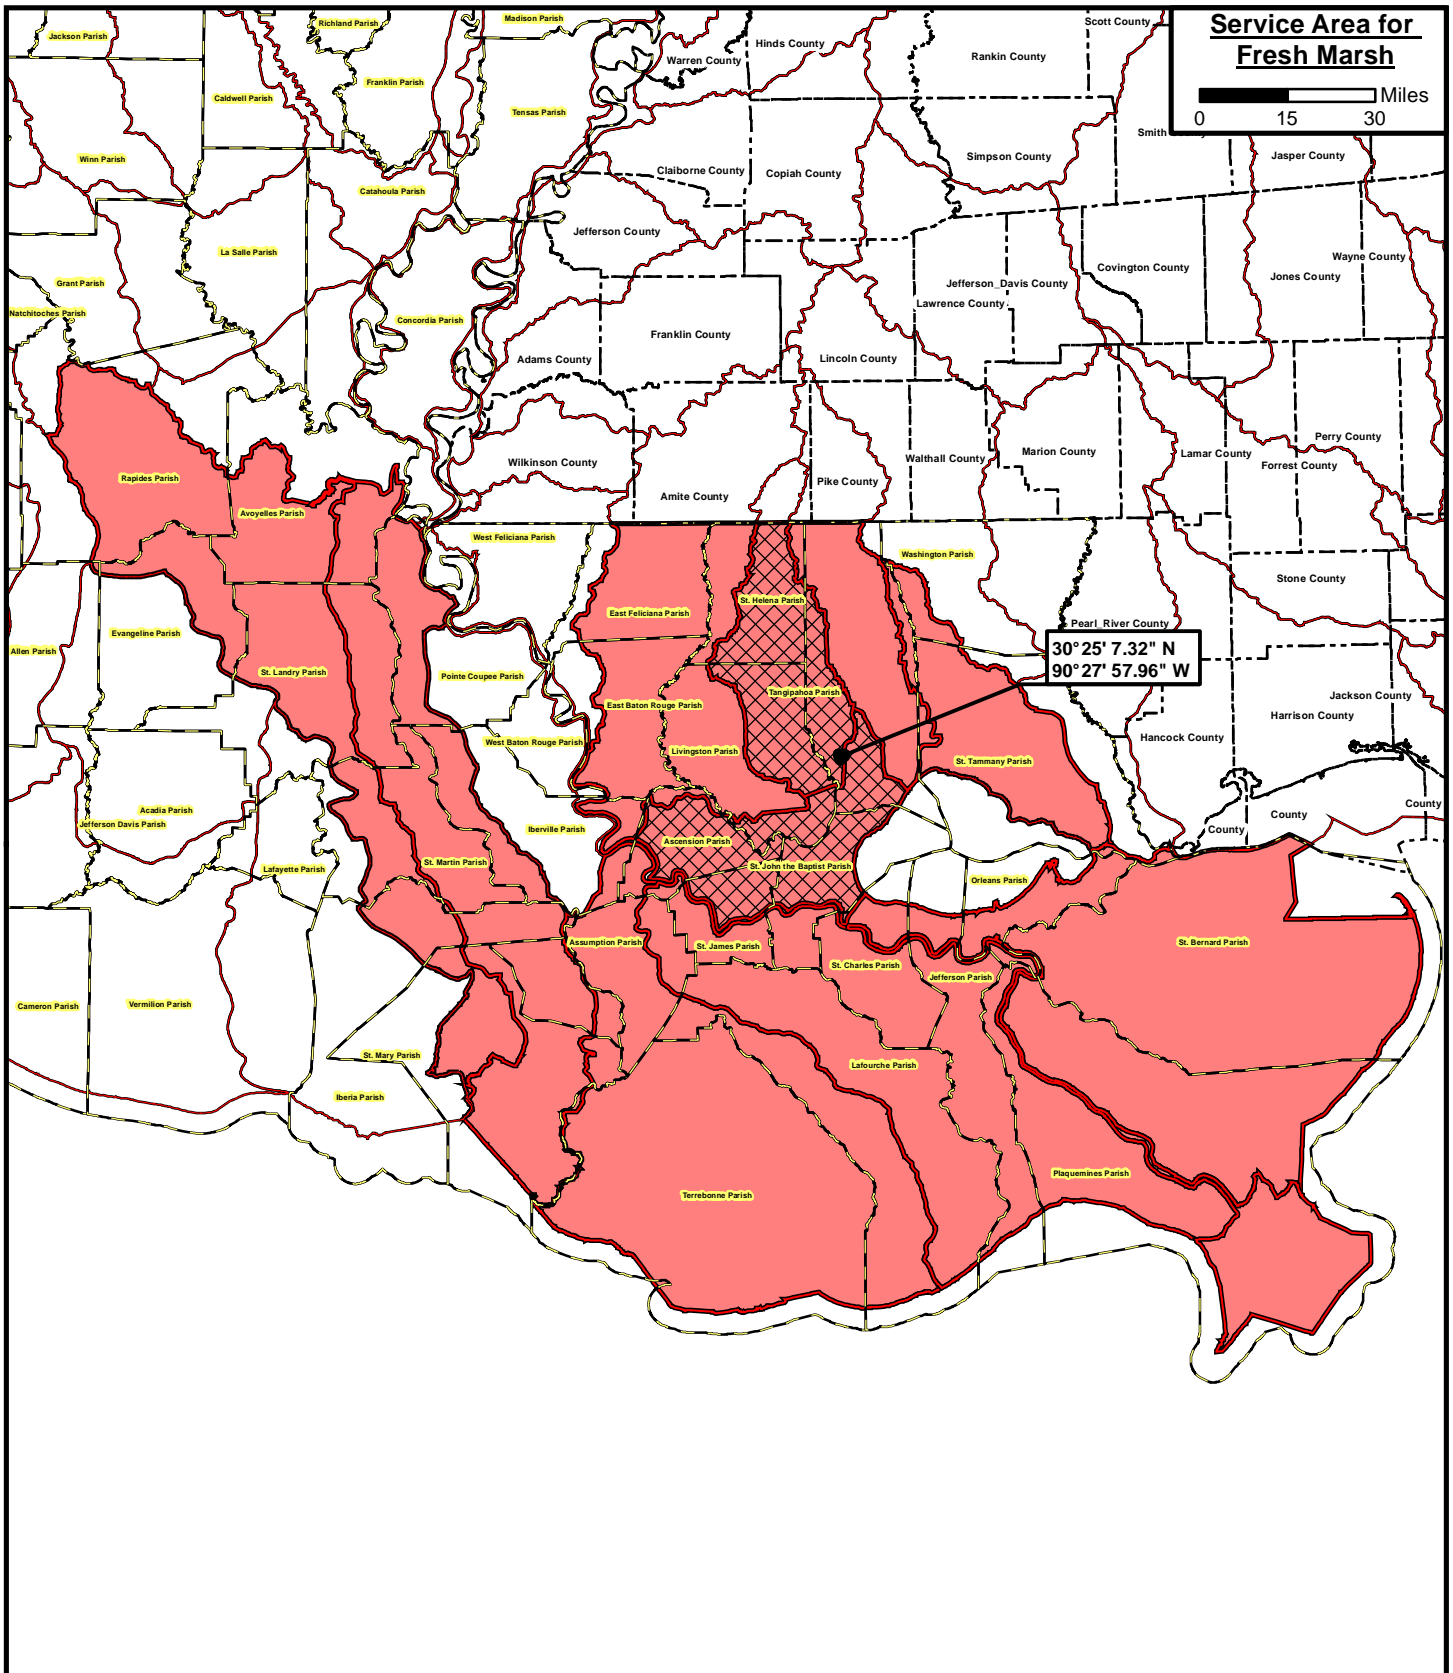 Service Area for
Fresh Marsh
Miles
0 15 30
Jackson Parish
Richland Parish
Madison Parish
Hinds County
Scott County
Warren County
Rankin County
Caldwell Parish
Franklin Parish
Tensas Parish
Smith
Winn Parish
Simpson County
Jasper County
Catahoula Parish
Claiborne County
Copiah County
Jefferson County
La Salle Parish
Grant Parish
Natchitoches Parish
Concordia Parish
Covington County
Wayne County
Jones County
Jefferson_Davis County
Lawrence County
Franklin County
Adams County
Lincoln County
Perry County
Marion County
Lamar County
Forrest County
Walthall County
Wilkinson County
Rapides Parish
Pike County
Amite County
Avoyelles Parish
West Feliciana Parish
Washington Parish
Stone County
St. Helena Parish
East Feliciana Parish
Pearl_River County
Evangeline Parish
Allen Parish
30°25' 7.32" N
90°27' 57.96" W
St. Landry Parish
Pointe Coupee Parish
Tangipahoa Parish
Jackson County
East Baton Rouge Parish
Harrison County
Hancock County
West Baton Rouge Parish
Livingston Parish
St. Tammany Parish
Acadia Parish
Jefferson Davis Parish
County
County
County
Iberville Parish
Ascension Parish
St. Martin Parish
St. John the Baptist Parish
Lafayette Parish
Orleans Parish
Assumption Parish
St. James Parish
St. Bernard Parish
St. Charles Parish
Jefferson Parish
Cameron Parish
Vermilion Parish
St. Mary Parish
Lafourche Parish
Iberia Parish
Plaquemines Parish
Terrebonne Parish